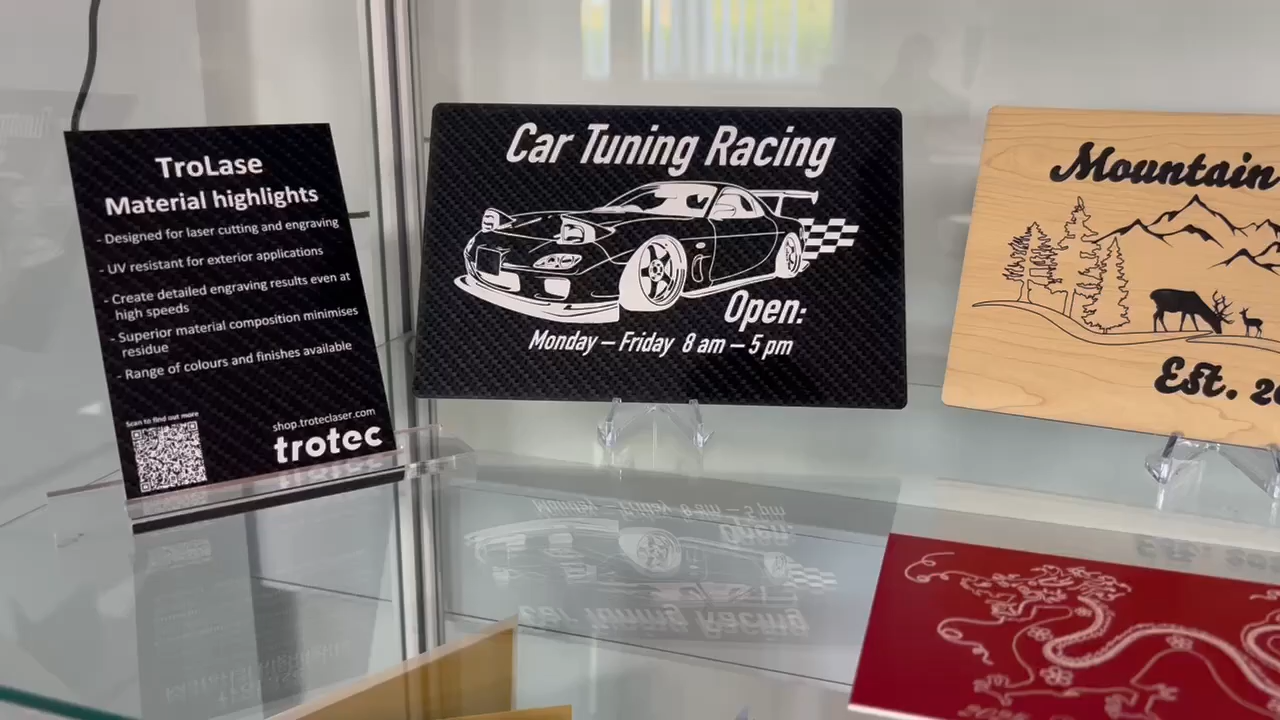 TroLase
Material highlights
- Designed for laser cutting and engraving
- UV resistant for exterior applications
- Create detailed engraving results even at
high speeds
- Superior material composition minimises
residue
- Range of colours and finishes available
Scan to find out more
shop.troteclaser.com
trotec
Car Tuning Racing
Open:
Monday – Friday 8 am – 5 pm
Mountain
Est.